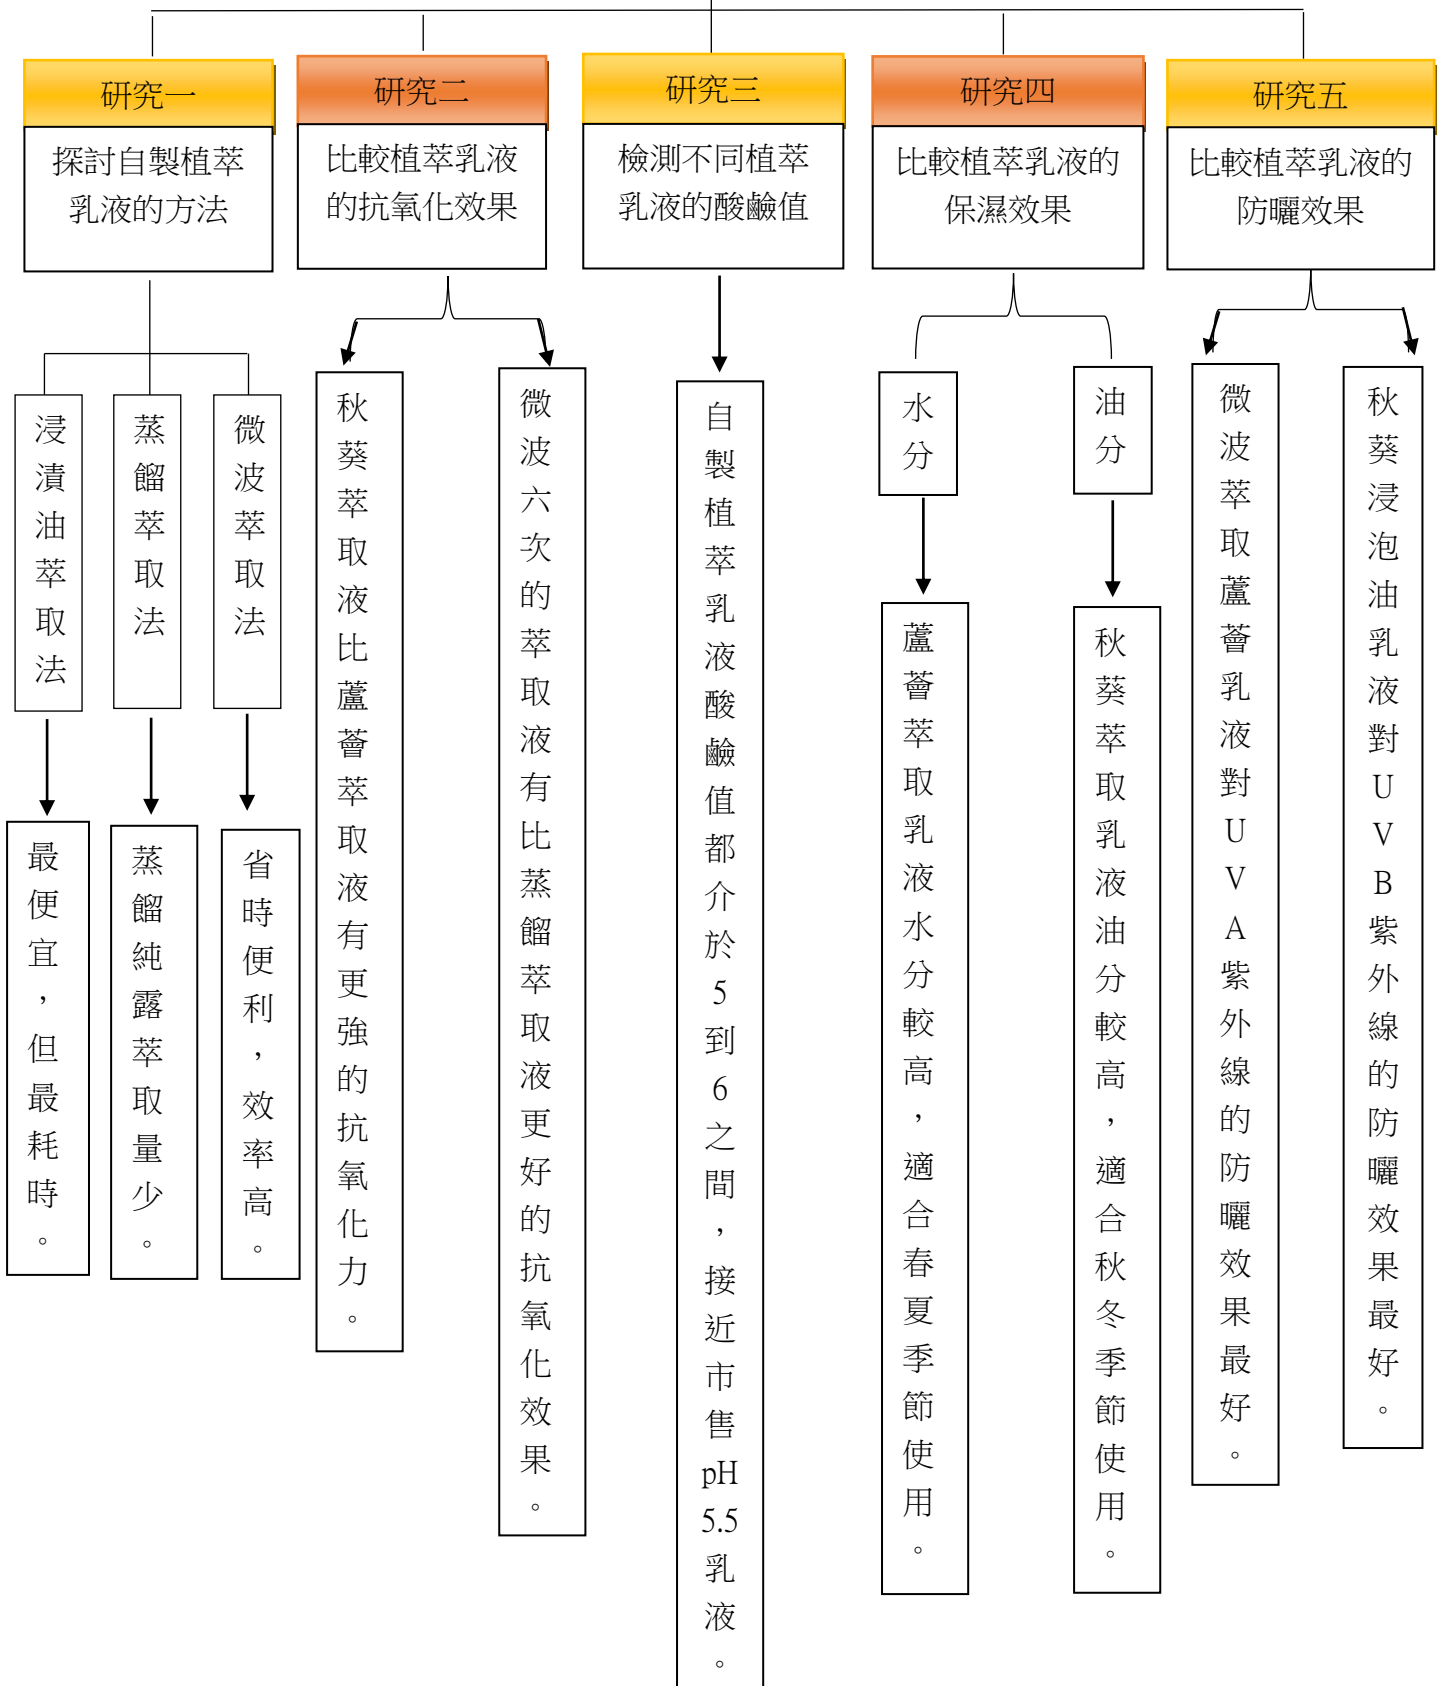 研究一
探討自製植萃
乳液的方法
浸漬油萃取法
最便宜，但最耗時。
蒸餾萃取法
蒸餾純露萃取量少。
微波萃取法
省時便利，效率高。
研究二
比較植萃乳液
的抗氧化效果
秋葵萃取液比蘆薈萃取液有更強的抗氧化力。
微波六次的萃取液有比蒸餾萃取液更好的抗氧化效果。
研究三
檢測不同植萃
乳液的酸鹼值
自製植萃乳液酸鹼值都介於5到6之間，接近市售pH5.5乳液。
研究四
比較植萃乳液的
保濕效果
水分
蘆薈萃取乳液水分較高，適合春夏季節使用。
油分
秋葵萃取乳液油分較高，適合秋冬季節使用。
研究五
比較植萃乳液的
防曬效果
微波萃取蘆薈乳液對UVA紫外線的防曬效果最好。
秋葵浸泡油乳液對UVB紫外線的防曬效果最好。